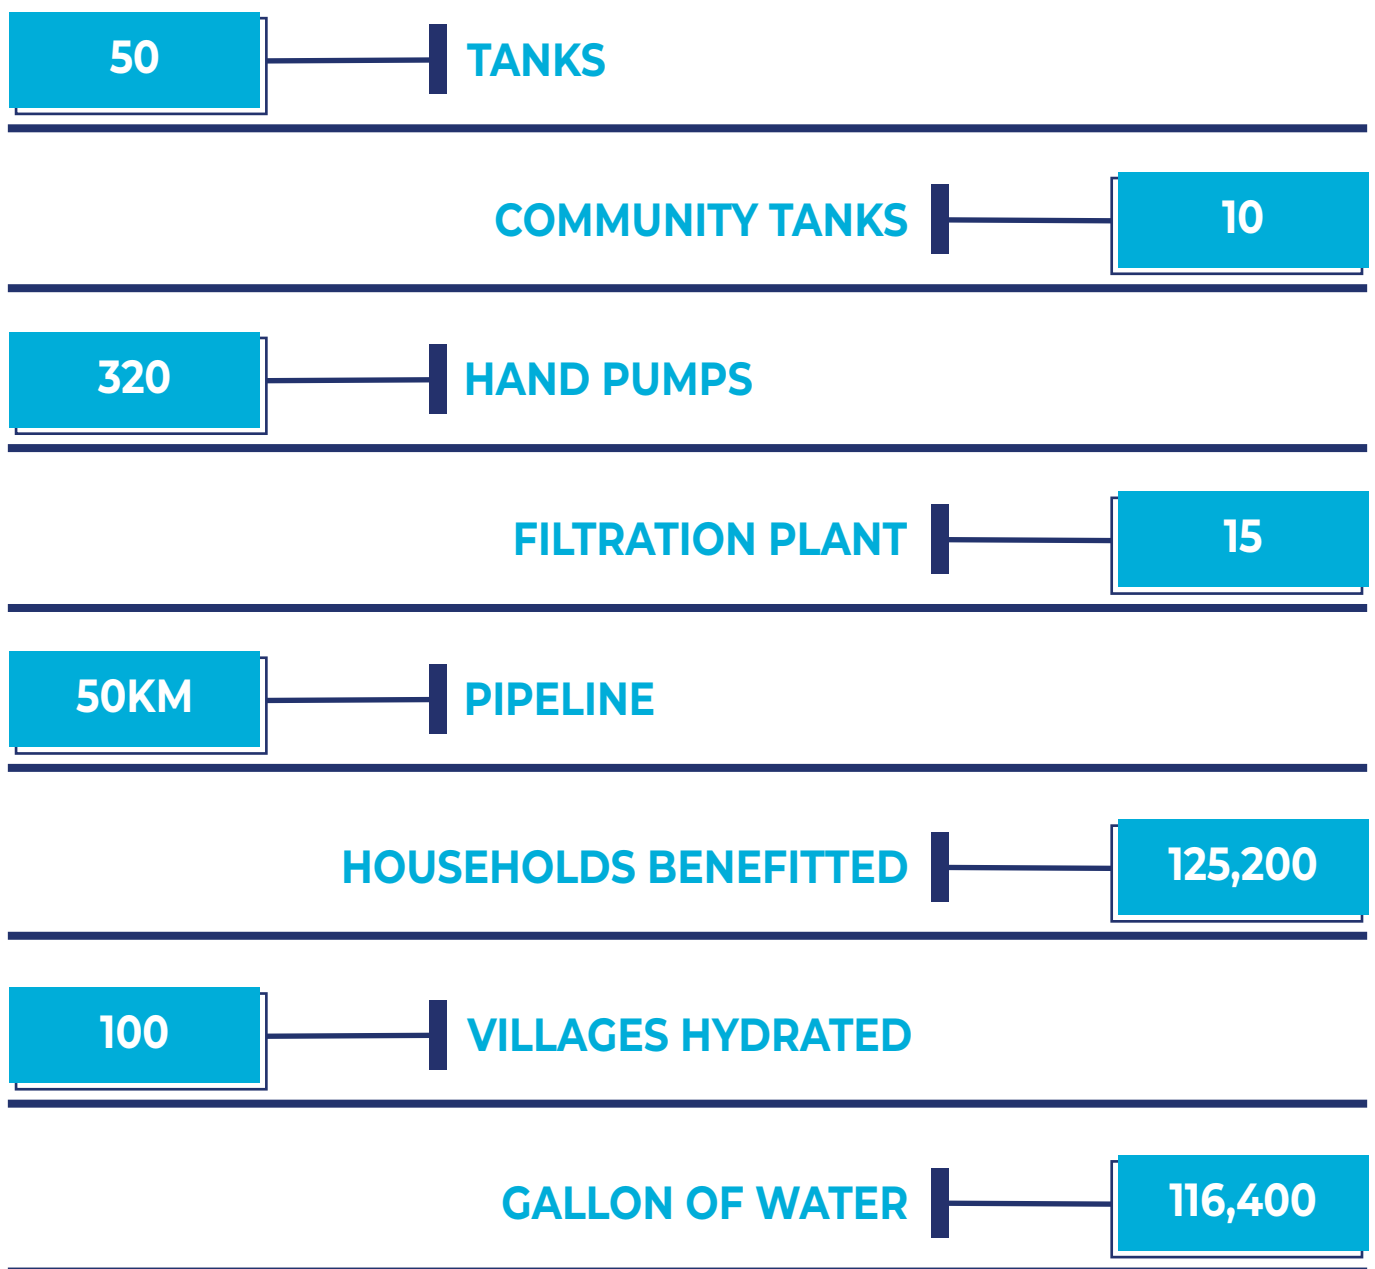 50 TANKS
COMMUNITY TANKS 10
320 HAND PUMPS
FILTRATION PLANT 15
50KM PIPELINE
HOUSEHOLDS BENEFITTED 125,200
100 VILLAGES HYDRATED
GALLON OF WATER 116,400